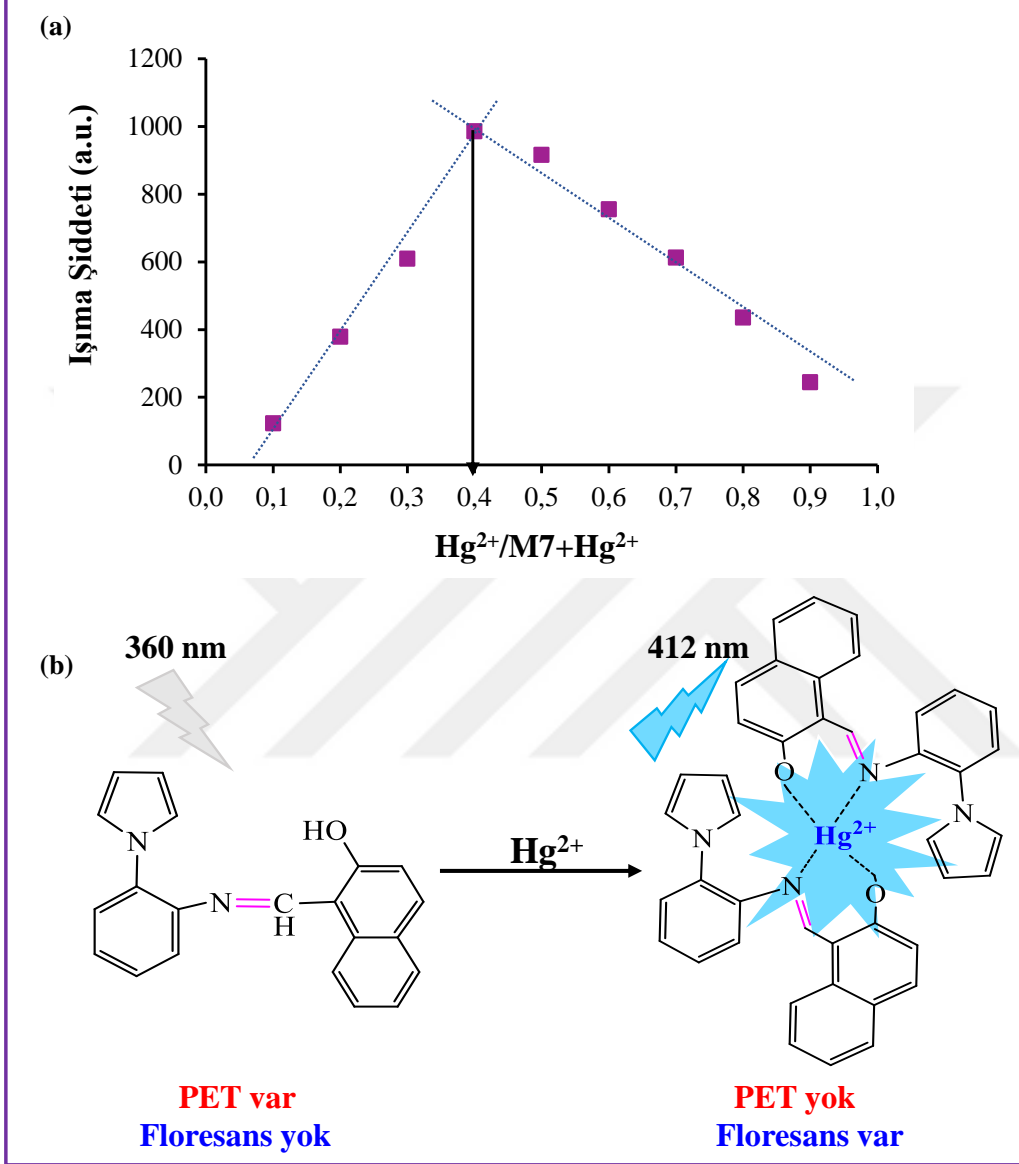 (a)
Işıma Şiddeti (a.u.)
1200
1000
800
600
400
200
0
0,0 0,1 0,2 0,3 0,4 0,5 0,6 0,7 0,8 0,9 1,0
Hg²⁺/M7+Hg²⁺
(b)
360 nm
412 nm
N
HO
N
C
H
Hg²⁺
O
N
N
N
Hg²⁺
N
O
PET var
Floresans yok
PET yok
Floresans var